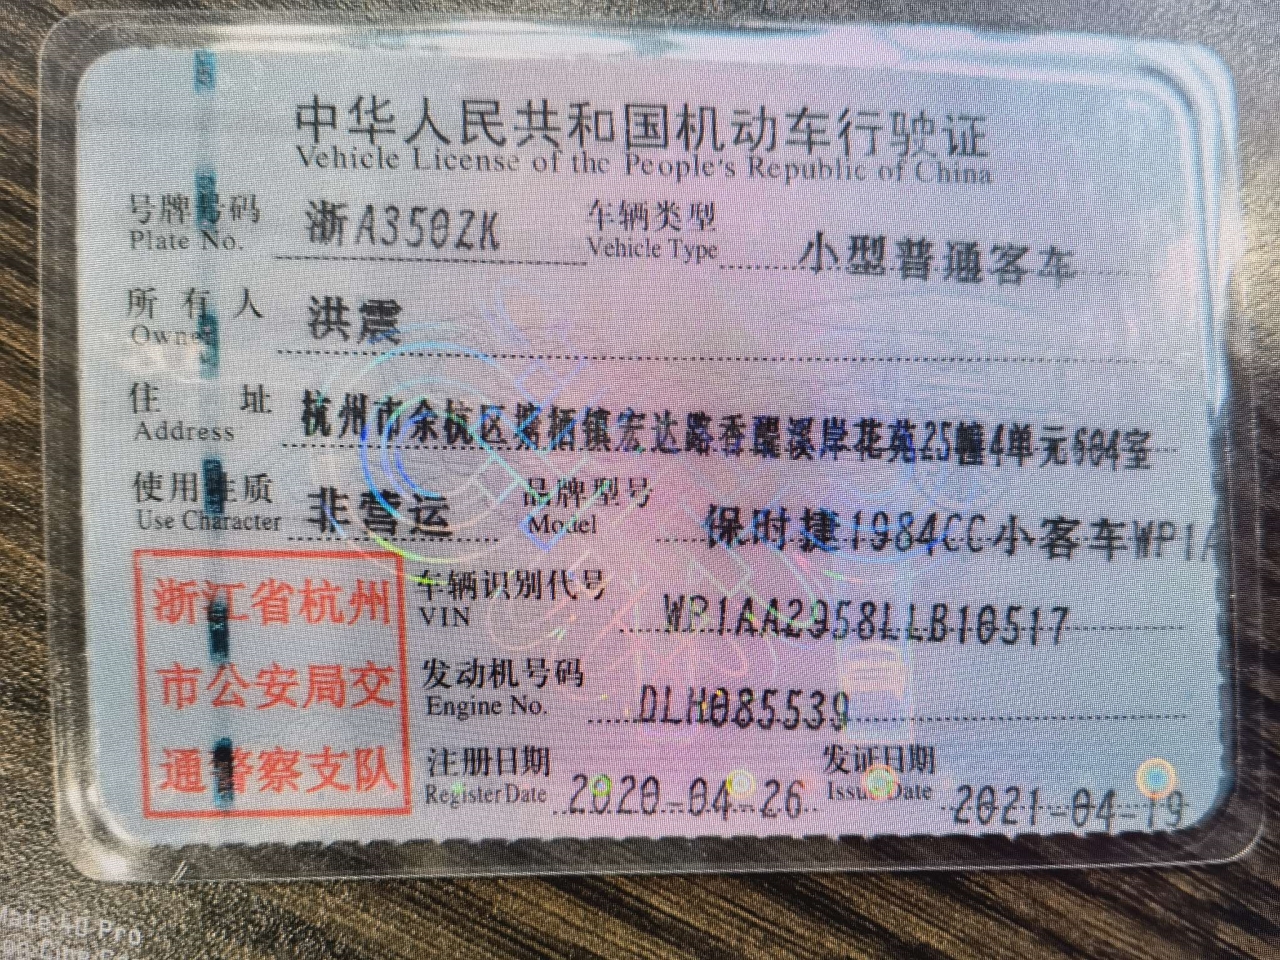 中华人民共和国机动车行驶证
Vehicle License of the People's Republic of China
号牌号码 浙A3502K 车辆类型 小型普通客车
Plate No. Vehicle Type
所有人 洪震
Owner
住址 杭州市余杭区塘栖镇宏达路香醍溪岸花苑25幢4单元604室
Address
使用性质 非营运 品牌型号 保时捷1984CC小客车WP1A
Use Character Model
车辆识别代号 WP1AA2958LLB10517
VIN
发动机号码 DLH085539
Engine No.
注册日期 2020-04-26 发证日期 2021-04-19
Register Date Issue Date
浙江省杭州
市公安局交
通警察支队
Mate 40 Pro